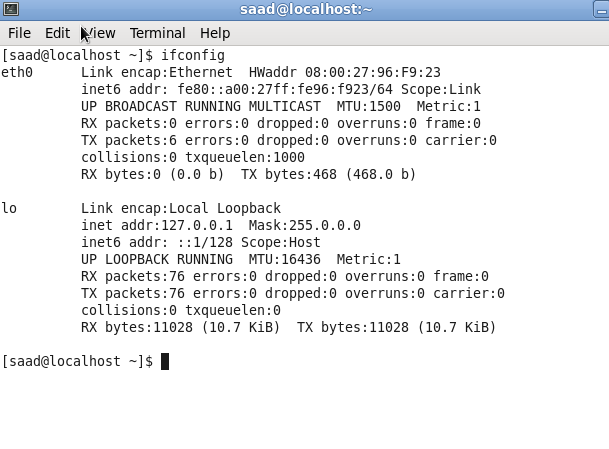 saad@localhost:~
File Edit View Terminal Help
[saad@localhost ~]$ ifconfig
eth0      Link encap:Ethernet  HWaddr 08:00:27:96:F9:23
          inet6 addr: fe80::a00:27ff:fe96:f923/64 Scope:Link
          UP BROADCAST RUNNING MULTICAST  MTU:1500  Metric:1
          RX packets:0 errors:0 dropped:0 overruns:0 frame:0
          TX packets:6 errors:0 dropped:0 overruns:0 carrier:0
          collisions:0 txqueuelen:1000
          RX bytes:0 (0.0 b)  TX bytes:468 (468.0 b)

lo        Link encap:Local Loopback
          inet addr:127.0.0.1  Mask:255.0.0.0
          inet6 addr: ::1/128 Scope:Host
          UP LOOPBACK RUNNING  MTU:16436  Metric:1
          RX packets:76 errors:0 dropped:0 overruns:0 frame:0
          TX packets:76 errors:0 dropped:0 overruns:0 carrier:0
          collisions:0 txqueuelen:0
          RX bytes:11028 (10.7 KiB)  TX bytes:11028 (10.7 KiB)

[saad@localhost ~]$